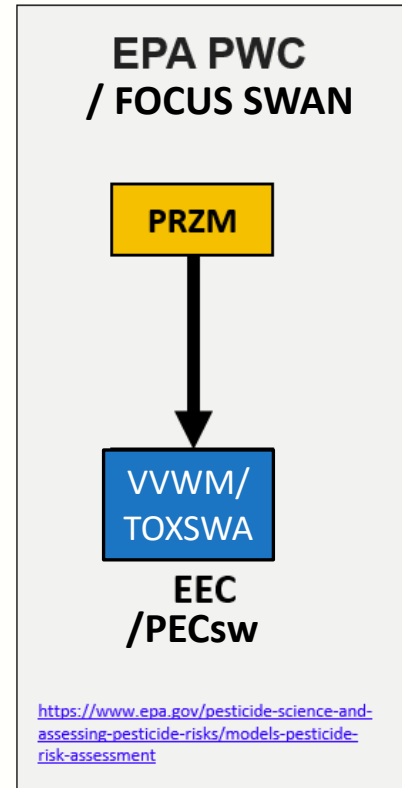 EPA PWC
/ FOCUS SWAN
PRZM
VVWM/
TOXSWA
EEC
/PECsw
https://www.epa.gov/pesticide-science-and-
assessing-pesticide-risks/models-pesticide-
risk-assessment